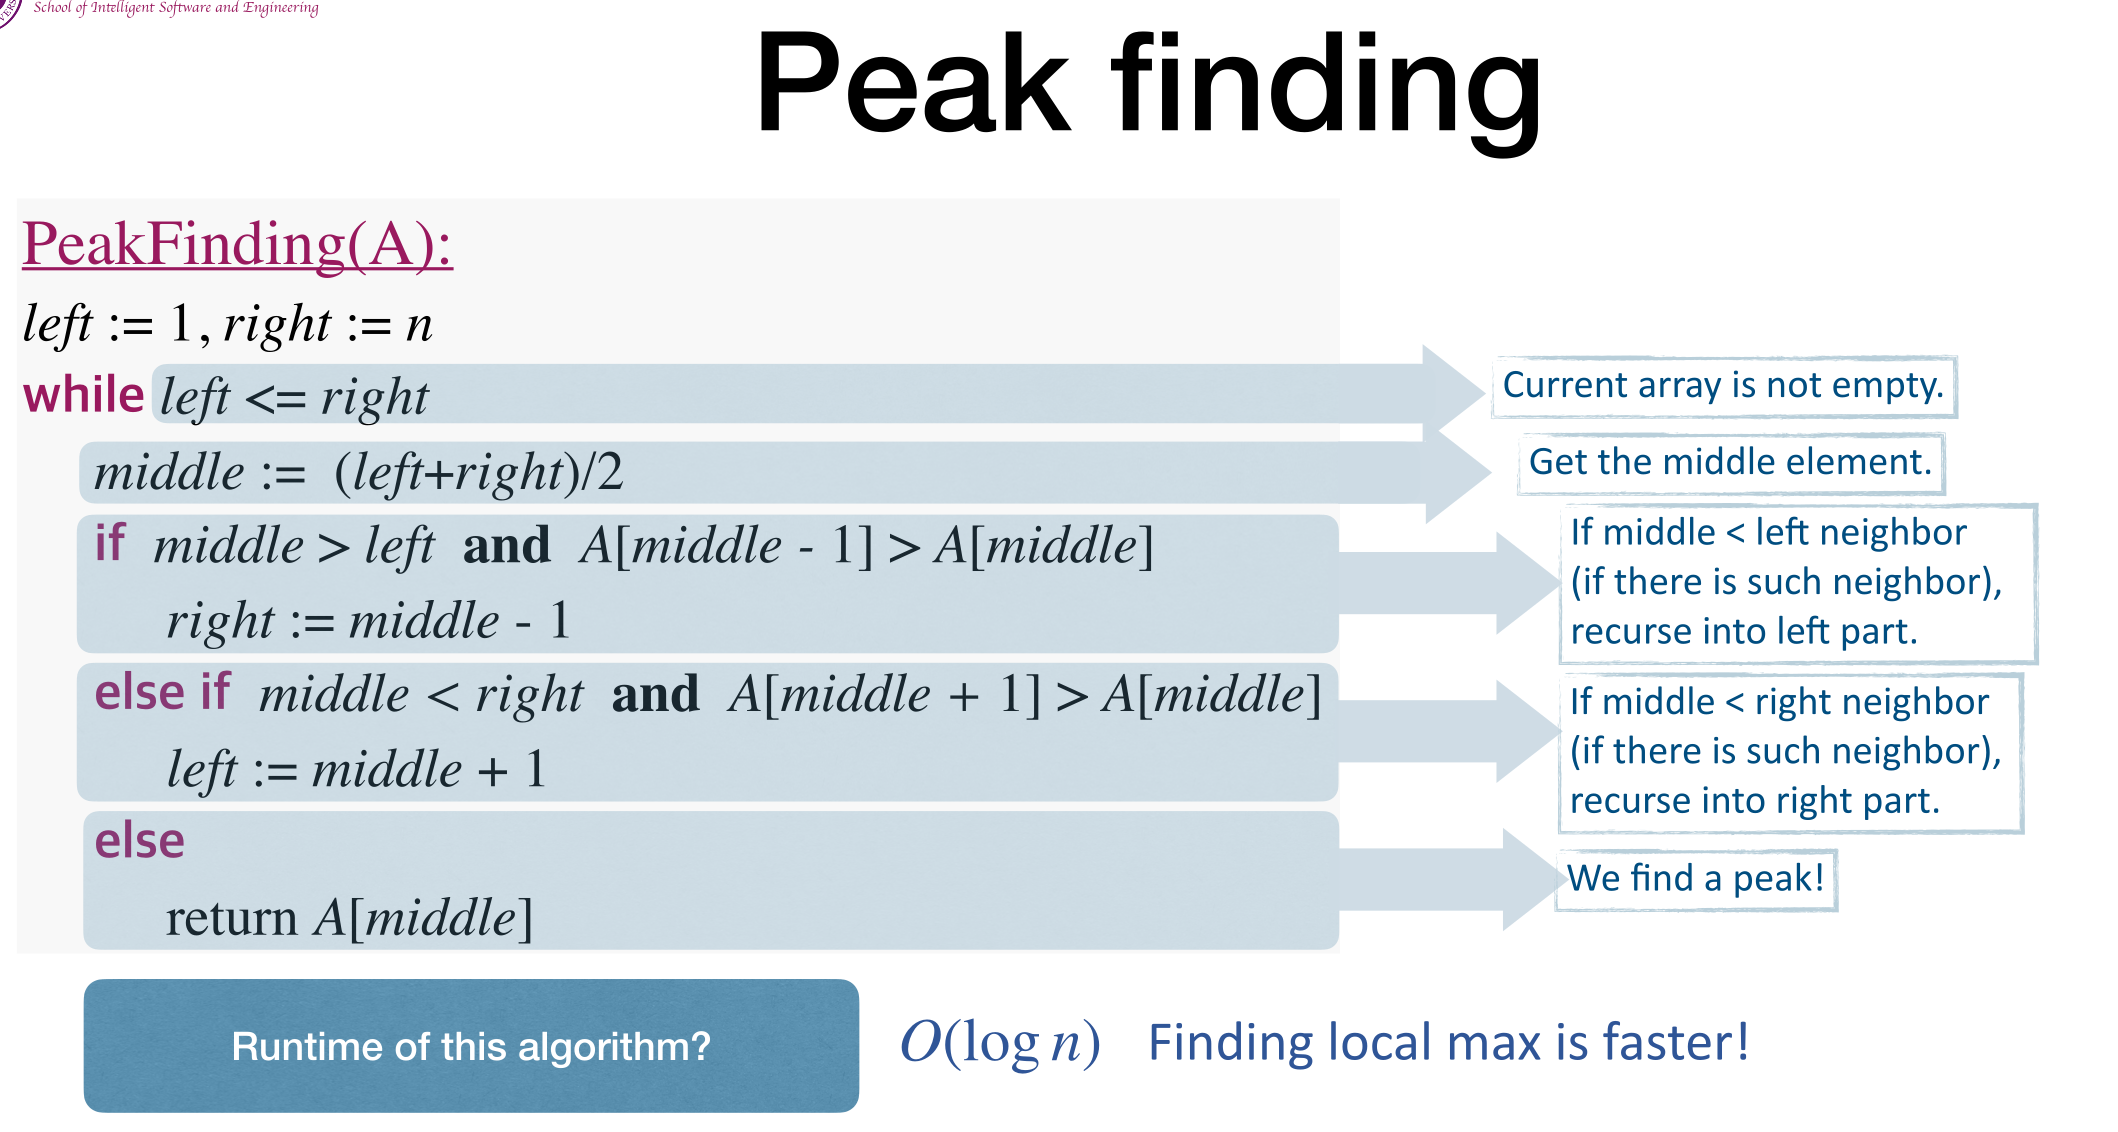 School of Intelligent Software and Engineering
Peak finding
PeakFinding(A):
left := 1, right := n
while left <= right
middle := (left+right)/2
if middle > left and A[middle - 1] > A[middle]
right := middle - 1
else if middle < right and A[middle + 1] > A[middle]
left := middle + 1
else
return A[middle]
Current array is not empty.
Get the middle element.
If middle < left neighbor
(if there is such neighbor),
recurse into left part.
If middle < right neighbor
(if there is such neighbor),
recurse into right part.
We find a peak!
Runtime of this algorithm?
O(log n) Finding local max is faster!